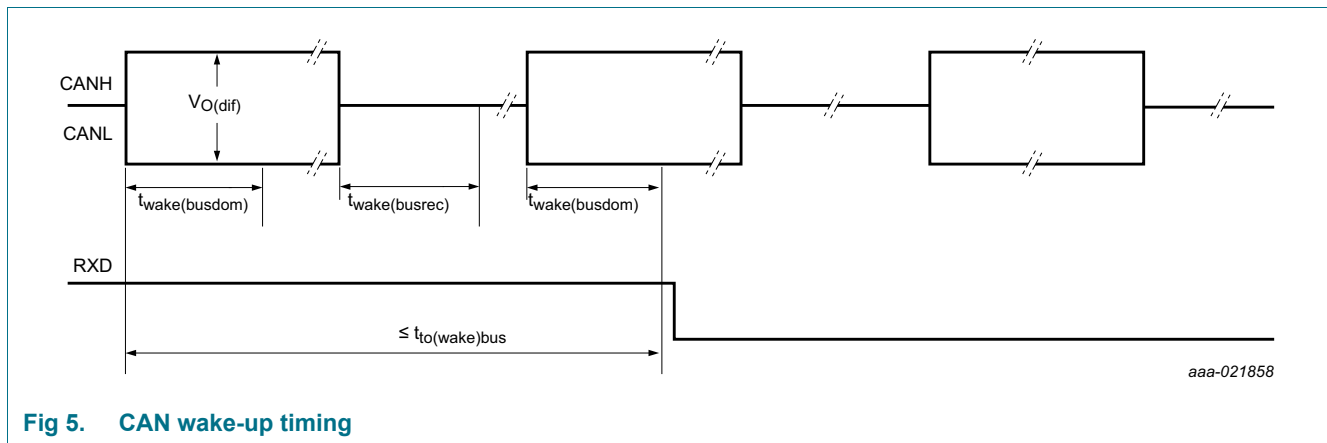 CANH
VO(dif)
CANL
twake(busdom)
twake(busrec)
twake(busdom)
RXD
≤ tto(wake)bus
aaa-021858
Fig 5. CAN wake-up timing